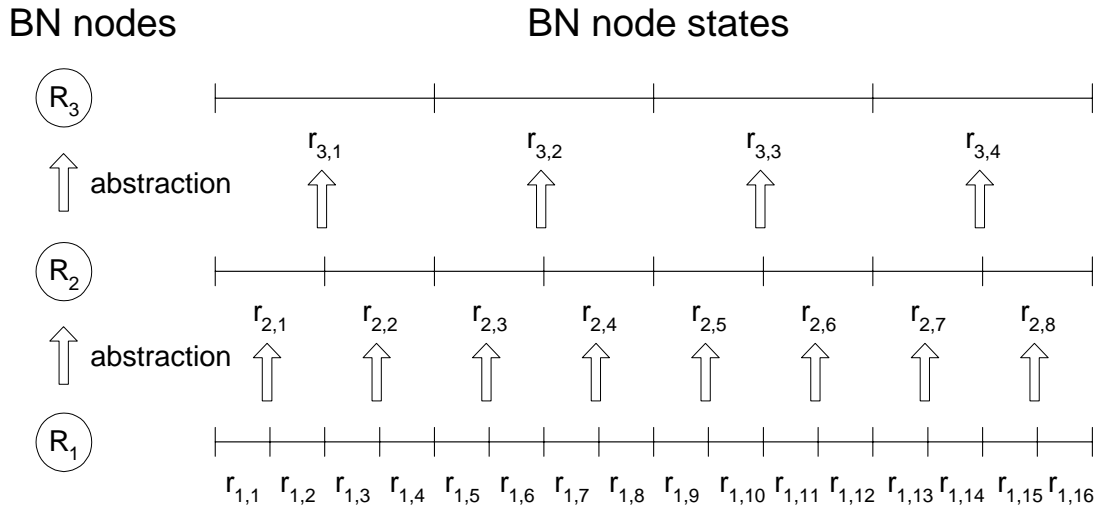 BN nodes BN node states
R3
r3,1 r3,2 r3,3 r3,4
abstraction
R2
r2,1 r2,2 r2,3 r2,4 r2,5 r2,6 r2,7 r2,8
abstraction
R1
r1,1 r1,2 r1,3 r1,4 r1,5 r1,6 r1,7 r1,8 r1,9 r1,10 r1,11 r1,12 r1,13 r1,14 r1,15 r1,16